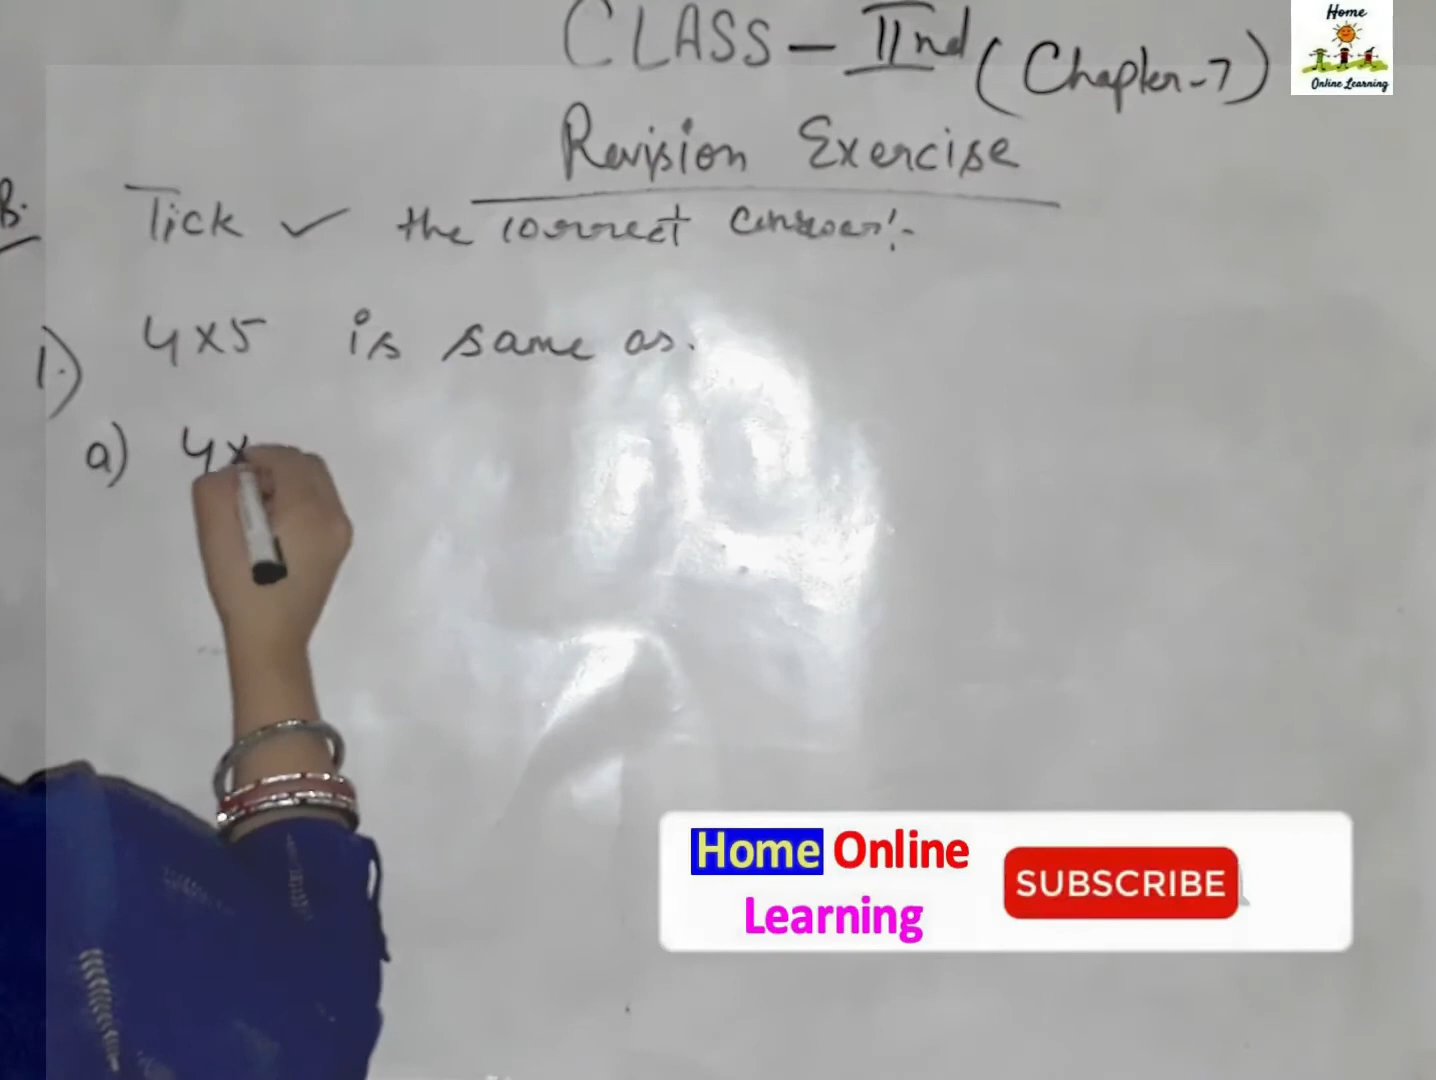 CLASS - IInd (Chapter-7)
Revision Exercise
B. Tick ✓ the correct answer:-
1.) 4×5 is same as.
a) 4×
Home
Online Learning
Home Online
Learning
SUBSCRIBE